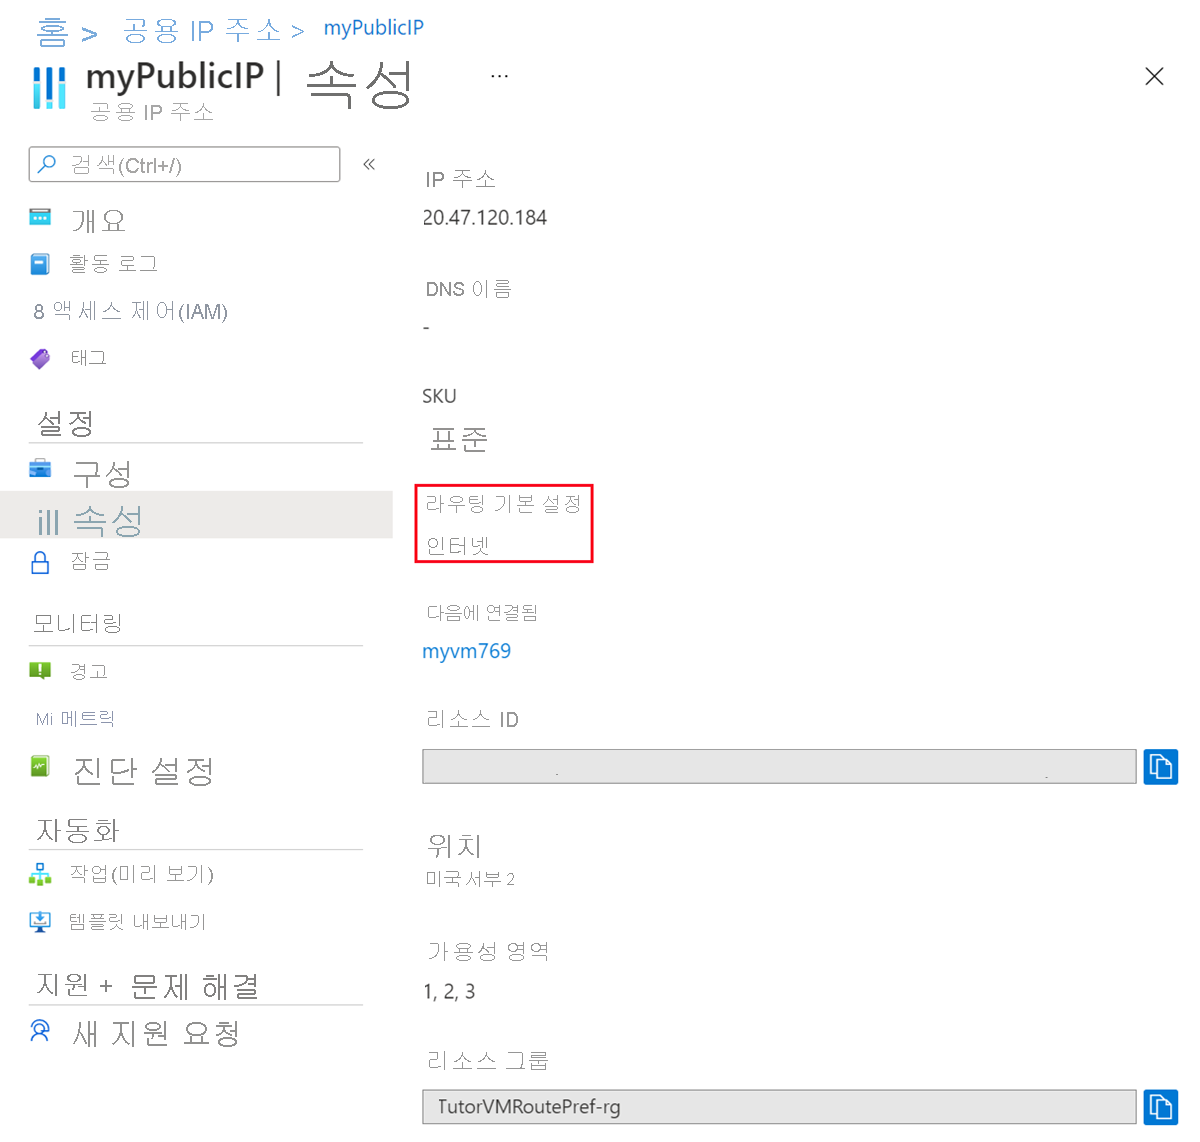 홈 > 공용 IP 주소 > myPublicIP
myPublicIP | 속성 ...
공용 IP 주소
검색(Ctrl+/) «
개요
활동 로그
8 액세스 제어(IAM)
태그
설정
구성
ill 속성
잠금
모니터링
경고
Mi 메트릭
진단 설정
자동화
작업(미리 보기)
템플릿 내보내기
지원 + 문제 해결
새 지원 요청
IP 주소
20.47.120.184
DNS 이름
-
SKU
표준
라우팅 기본 설정
인터넷
다음에 연결됨
myvm769
리소스 ID
위치
미국 서부 2
가용성 영역
1, 2, 3
리소스 그룹
TutorVMRoutePref-rg